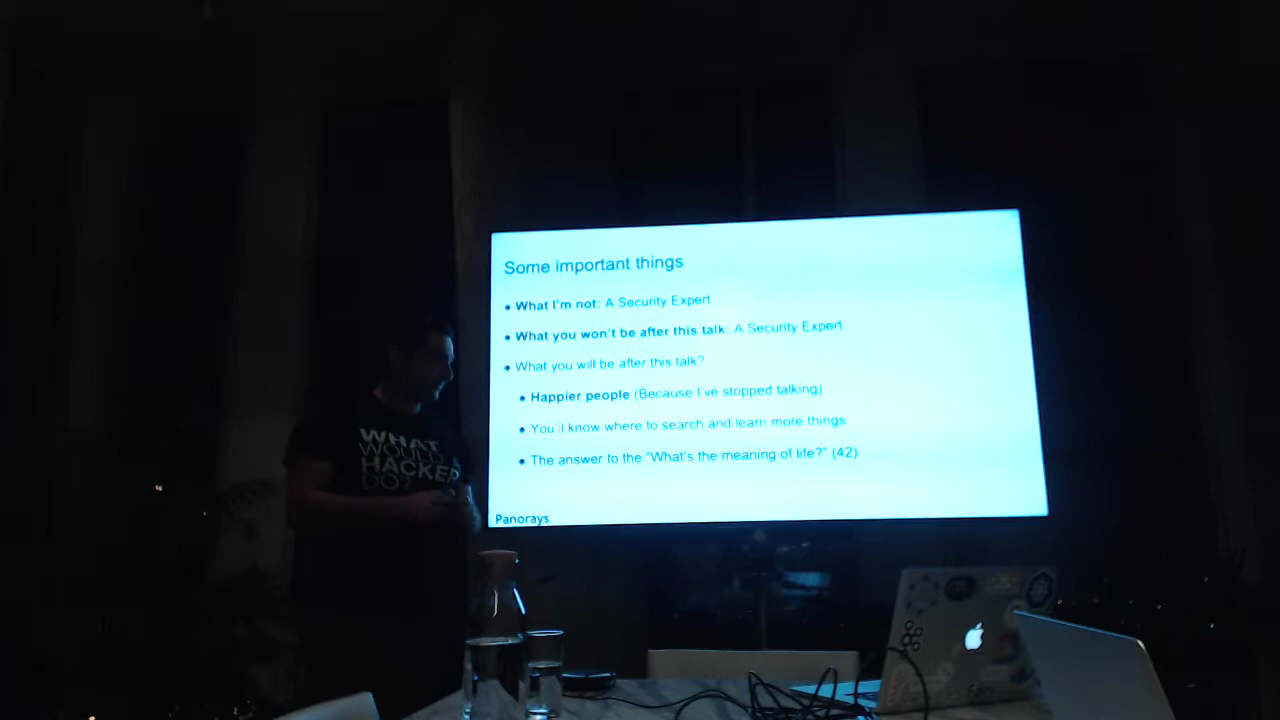 Some important things
• What I'm not: A Security Expert
• What you won't be after this talk: A Security Expert
• What you will be after this talk?
• Happier people (Because I've stopped talking)
• You'll know where to search and learn more things
• The answer to the "What's the meaning of life?" (42)
Panorays
WHAT
WOULD
HACKER
DO?